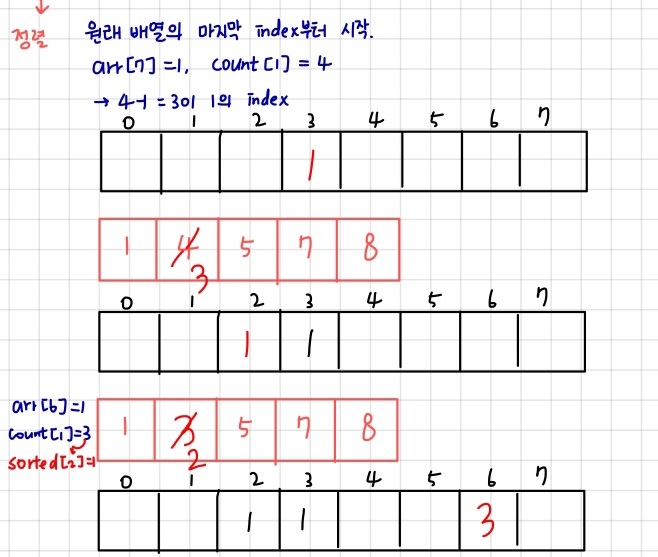 정렬 원래 배열의 마지막 index부터 시작.
arr[7]=1, count[1]=4
→ 4-1=3이 1의 index
0 1 2 3 4 5 6 7
1
1 4 5 7 8
3
0 1 2 3 4 5 6 7
1 1
arr[6]=1
count[1]=3
sorted[2]=1
1 3 5 7 8
2
0 1 2 3 4 5 6 7
1 1 3